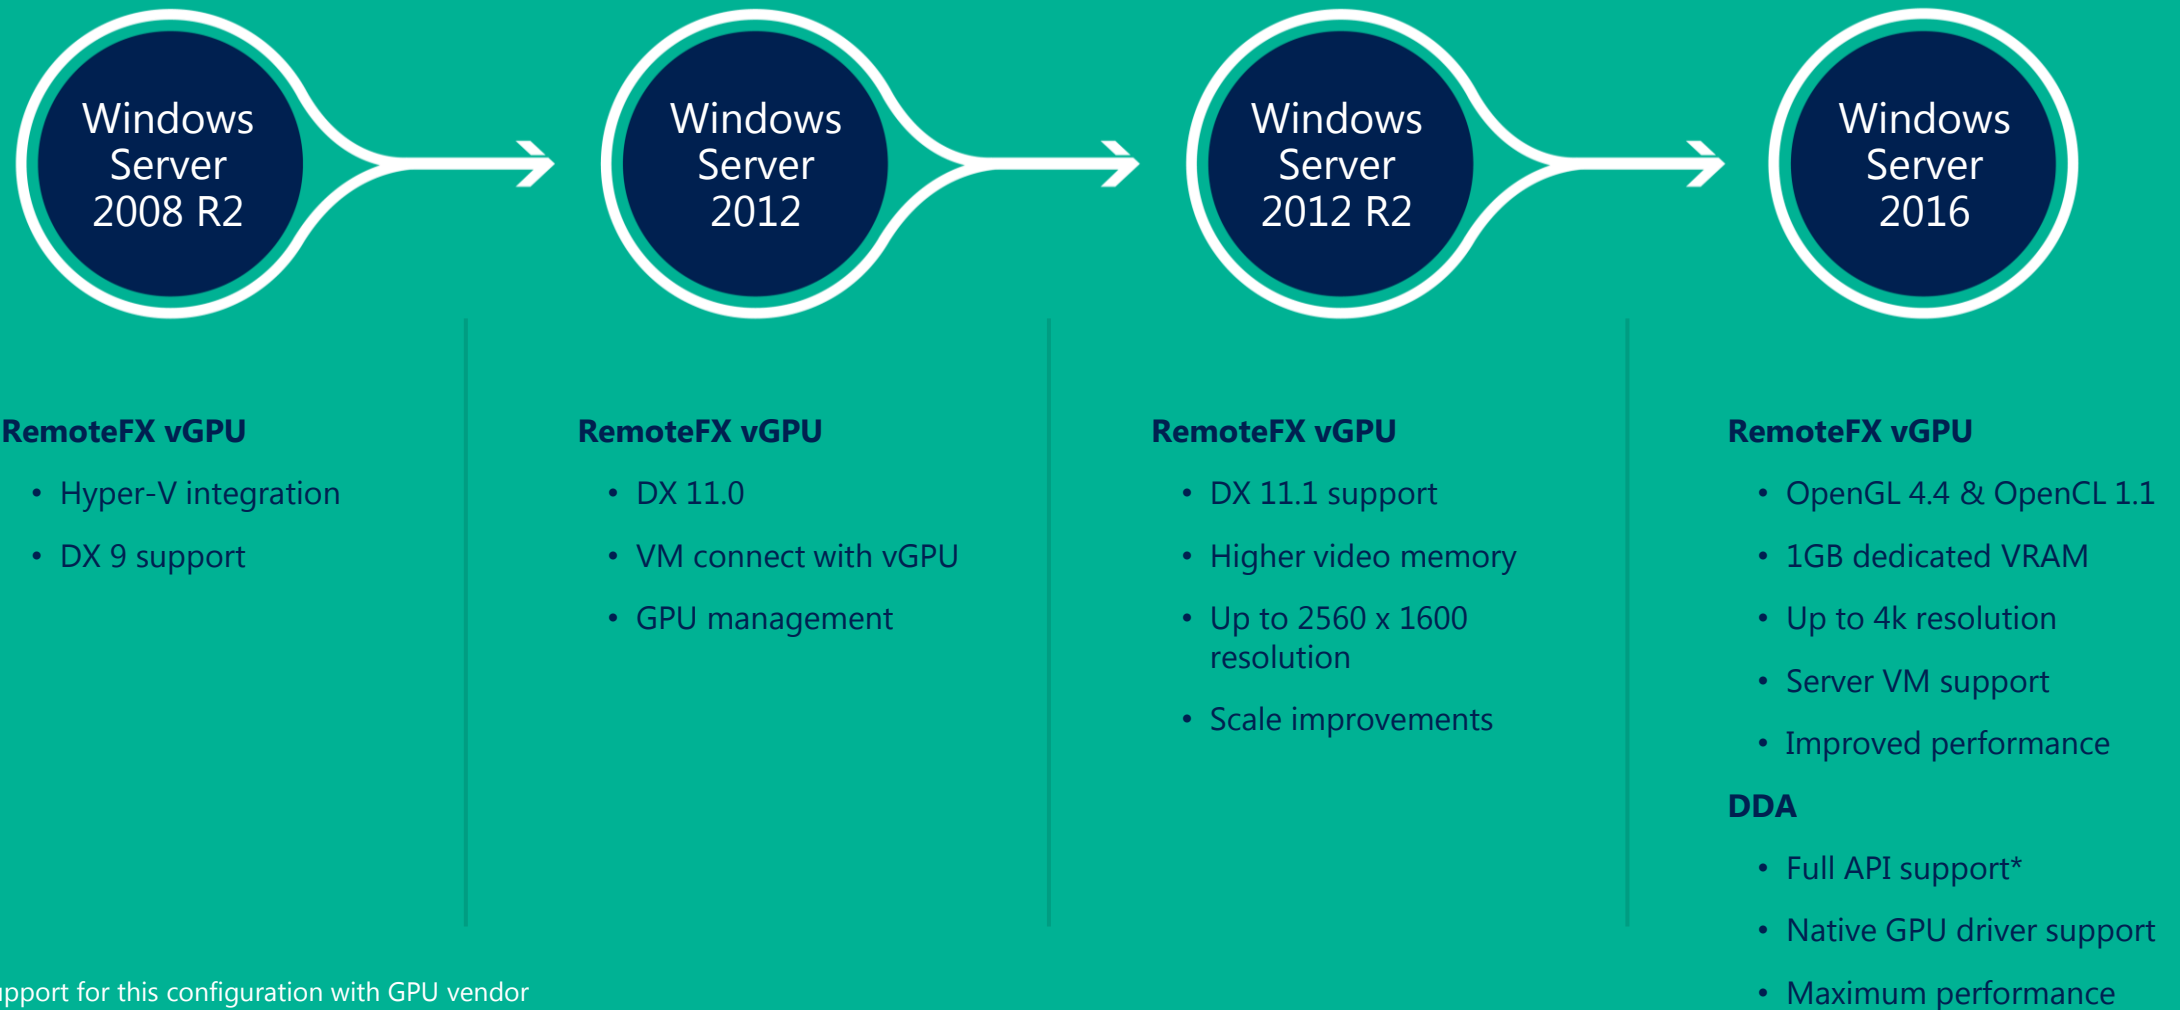 Windows
Server
2008 R2
Windows
Server
2012
Windows
Server
2012 R2
Windows
Server
2016
RemoteFX vGPU
• Hyper-V integration
• DX 9 support
RemoteFX vGPU
• DX 11.0
• VM connect with vGPU
• GPU management
RemoteFX vGPU
• DX 11.1 support
• Higher video memory
• Up to 2560 x 1600
resolution
• Scale improvements
RemoteFX vGPU
• OpenGL 4.4 & OpenCL 1.1
• 1GB dedicated VRAM
• Up to 4k resolution
• Server VM support
• Improved performance
DDA
• Full API support*
• Native GPU driver support
• Maximum performance
for this configuration with GPU vendor